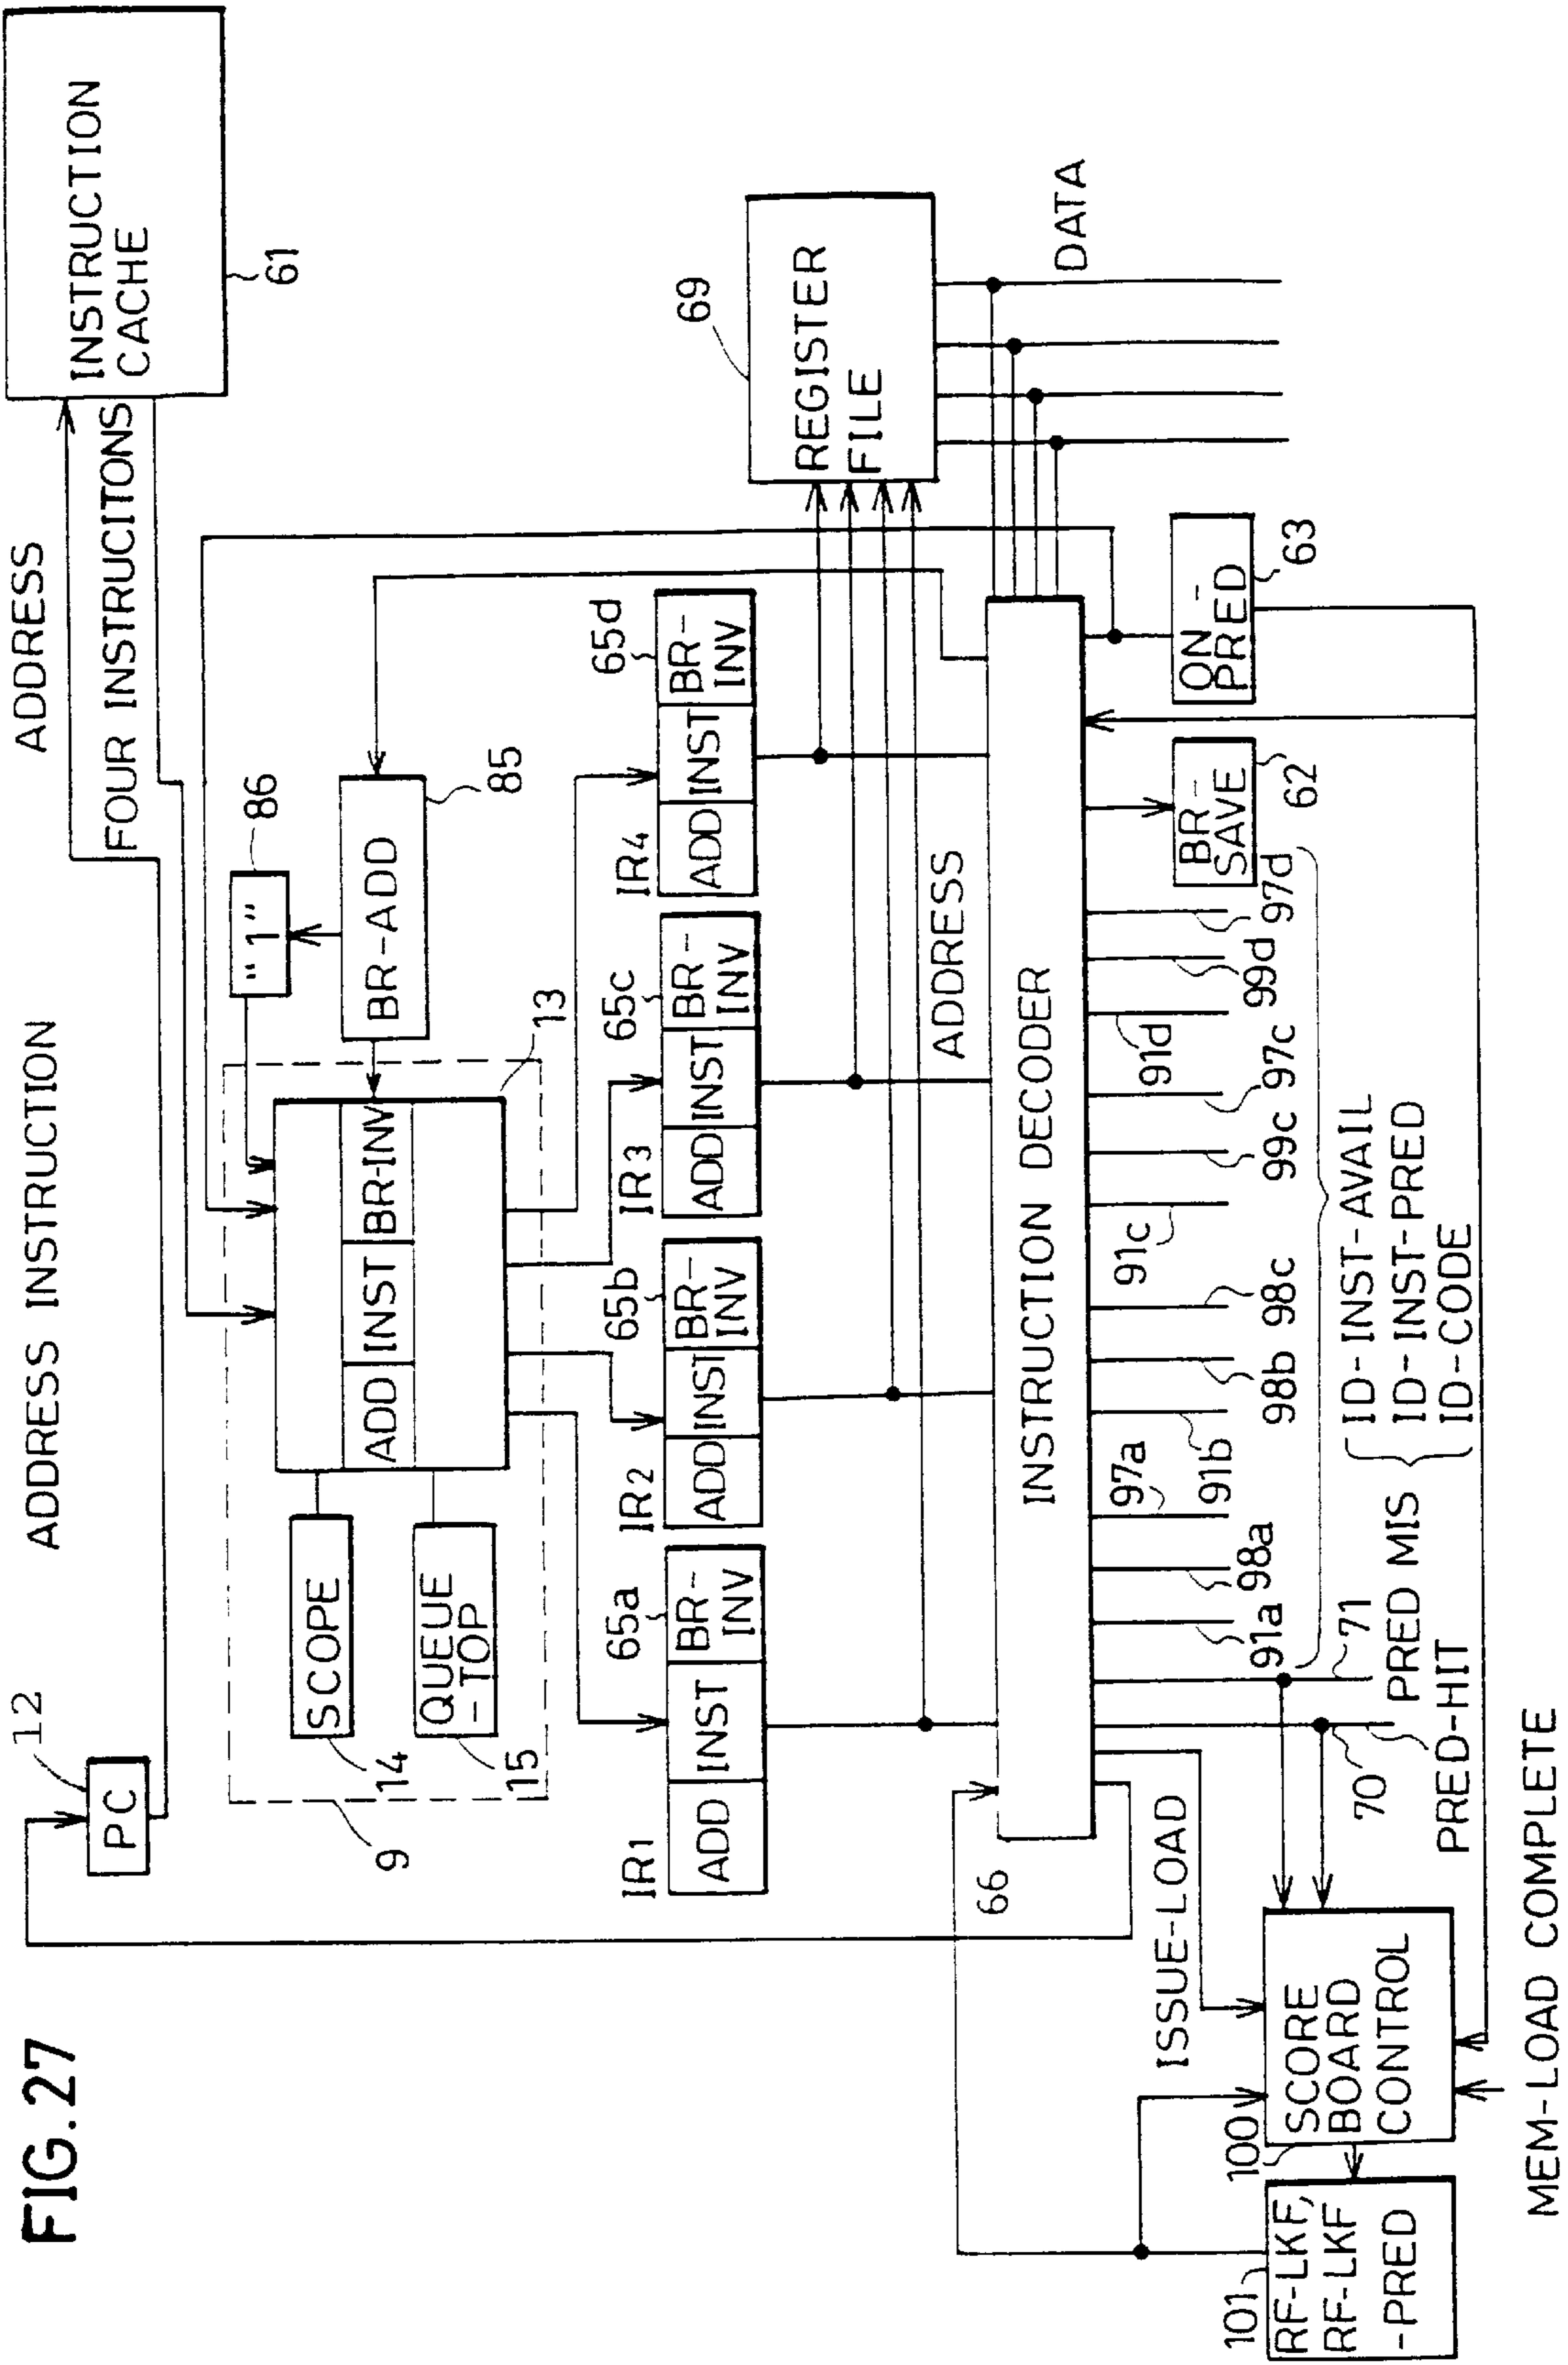 FIG.27
ADDRESS INSTRUCTION
ADDRESS
FOUR INSTRUCITONS
INSTRUCTION
CACHE
61
12
PC
86
"1"
BR-ADD
85
13
SCOPE
14
QUEUE
-TOP
15
9
ADD INST BR-INV
IR1
65a
ADD INST BR-
INV
IR2
65b
ADD INST BR-
INV
IR3
65c
ADD INST BR-
INV
IR4
65d
ADD INST BR-
INV
69
REGISTER
FILE
DATA
ADDRESS
66
INSTRUCTION DECODER
ISSUE-LOAD
91a
98a
97a
91b
98b
98c
91c
99c
97c
91d
99d
97d
BR-
SAVE
62
ON-
PRED
63
71
PRED MIS
70
PRED-HIT
ID-INST-AVAIL
ID-INST-PRED
ID-CODE
100
SCORE
BOARD
CONTROL
101
RF-LKF,
RF-LKF
-PRED
MEM-LOAD COMPLETE